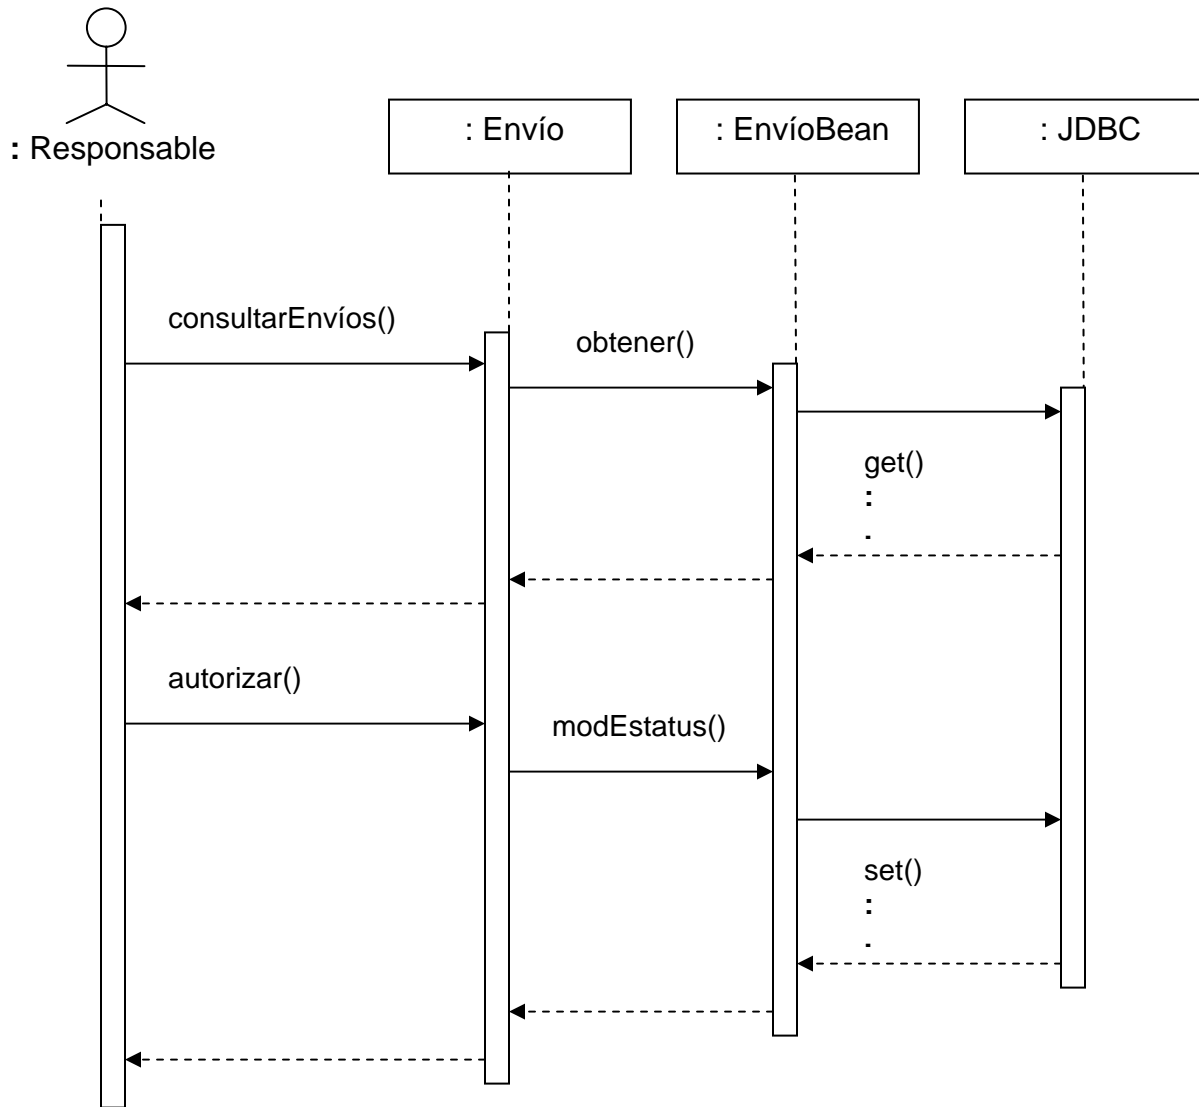 : Responsable
: Envío
: EnvíoBean
: JDBC
consultarEnvíos()
obtener()
get()
:
.
autorizar()
modEstatus()
set()
:
.